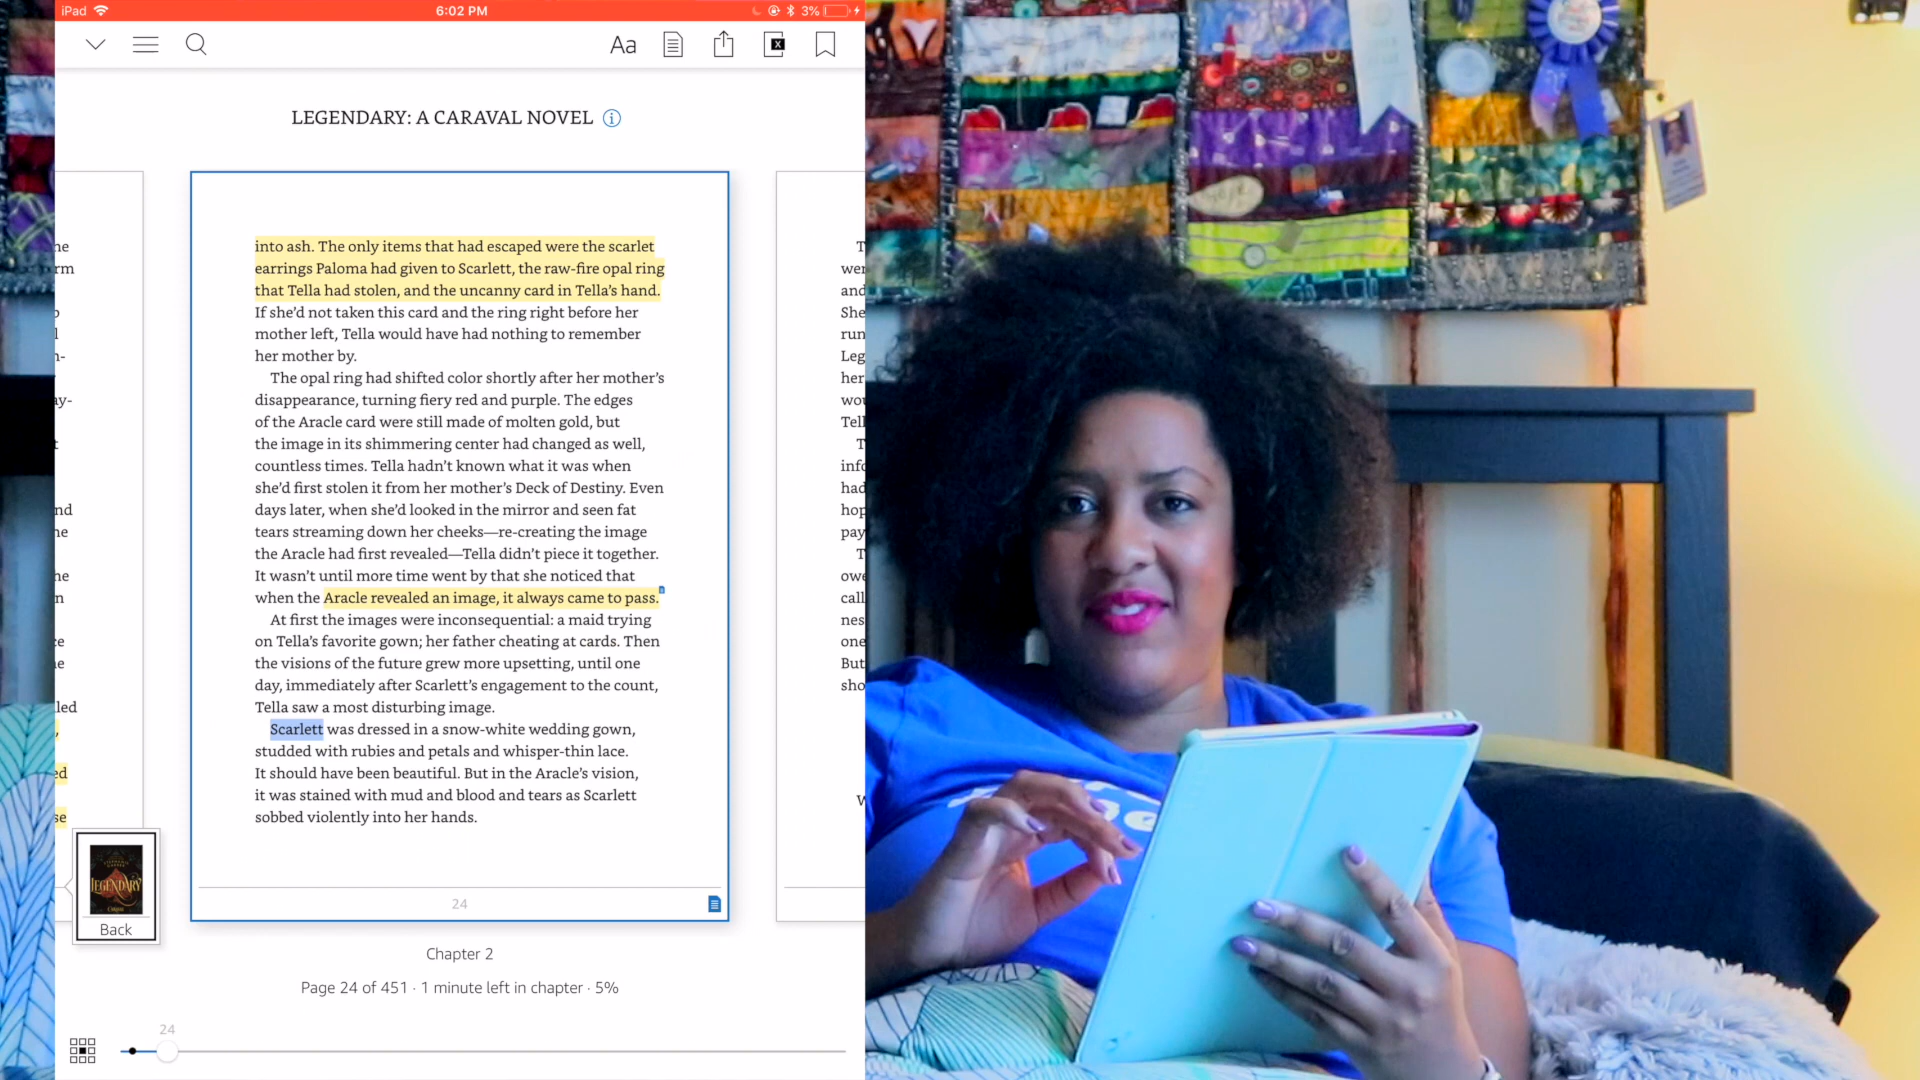 iPad 6:02 PM 3%
Aa
LEGENDARY: A CARAVAL NOVEL
into ash. The only items that had escaped were the scarlet
earrings Paloma had given to Scarlett, the raw-fire opal ring
that Tella had stolen, and the uncanny card in Tella’s hand.
If she’d not taken this card and the ring right before her
mother left, Tella would have had nothing to remember
her mother by.
The opal ring had shifted color shortly after her mother’s
disappearance, turning fiery red and purple. The edges
of the Aracle card were still made of molten gold, but
the image in its shimmering center had changed as well,
countless times. Tella hadn’t known what it was when
she’d first stolen it from her mother’s Deck of Destiny. Even
days later, when she’d looked in the mirror and seen fat
tears streaming down her cheeks—re-creating the image
the Aracle had first revealed—Tella didn’t piece it together.
It wasn’t until more time went by that she noticed that
when the Aracle revealed an image, it always came to pass.
At first the images were inconsequential: a maid trying
on Tella’s favorite gown; her father cheating at cards. Then
the visions of the future grew more upsetting, until one
day, immediately after Scarlett’s engagement to the count,
Tella saw a most disturbing image.
Scarlett was dressed in a snow-white wedding gown,
studded with rubies and petals and whisper-thin lace.
It should have been beautiful. But in the Aracle’s vision,
it was stained with mud and blood and tears as Scarlett
sobbed violently into her hands.
24
LEGENDARY
Back
Chapter 2
Page 24 of 451 · 1 minute left in chapter · 5%
24